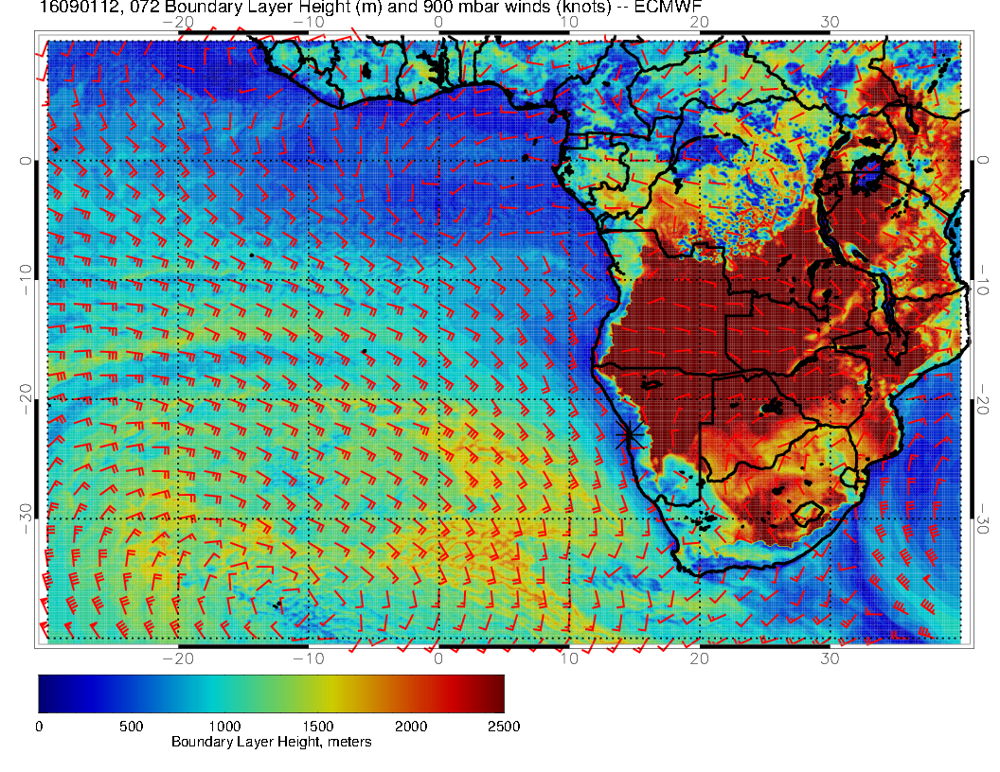 16090112, 072 Boundary Layer Height (m) and 900 mbar winds (knots) -- ECMWF
−20 −10 0 10 20 30
0 0
−10 −10
−20 −20
−30 −30
−20 −10 0 10 20 30
0 500 1000 1500 2000 2500
Boundary Layer Height, meters